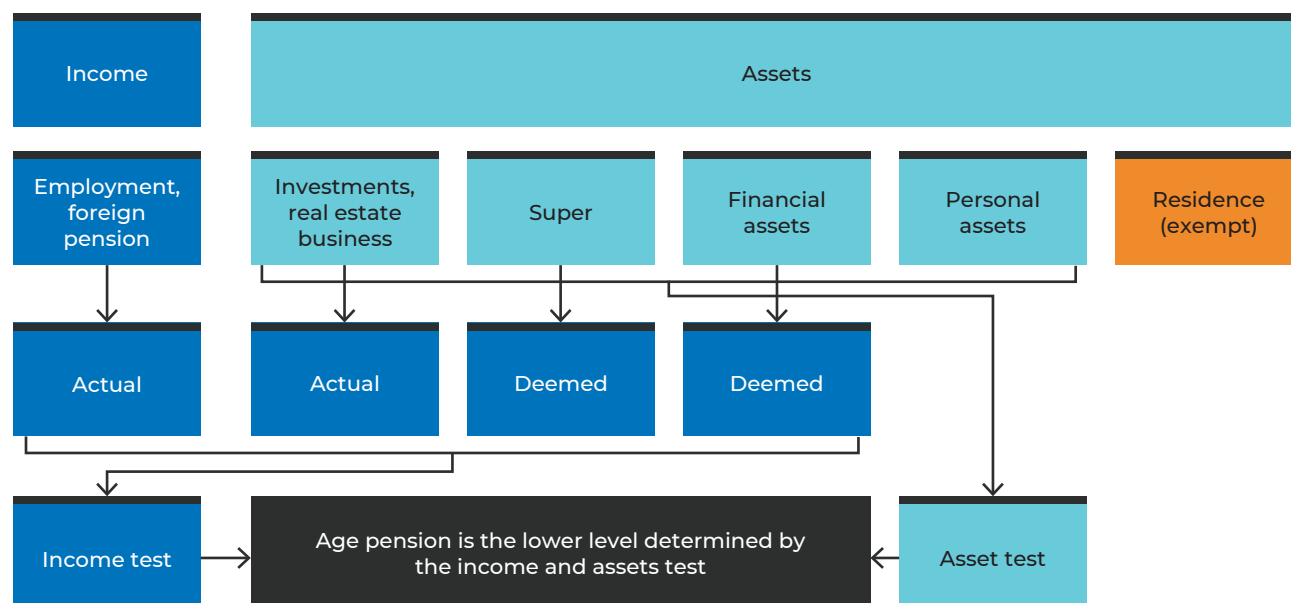 Income
Assets
Employment,
foreign
pension
Investments,
real estate
business
Super
Financial
assets
Personal
assets
Residence
(exempt)
Actual
Actual
Deemed
Deemed
Income test
Age pension is the lower level determined by
the income and assets test
Asset test